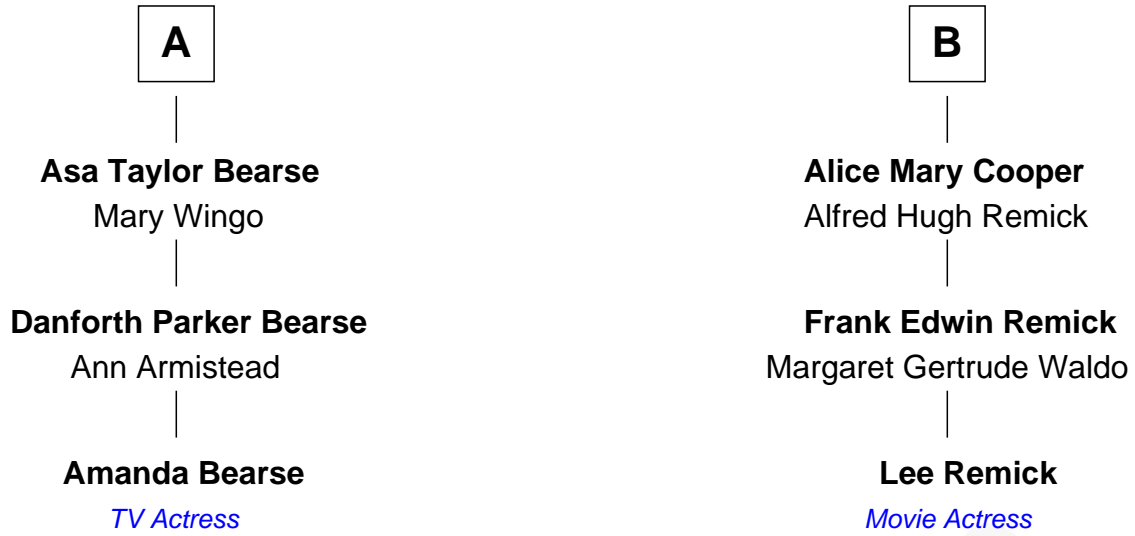 A
B
Asa Taylor Bearse
Mary Wingo
Alice Mary Cooper
Alfred Hugh Remick
Danforth Parker Bearse
Ann Armistead
Frank Edwin Remick
Margaret Gertrude Waldo
Amanda Bearse
TV Actress
Lee Remick
Movie Actress